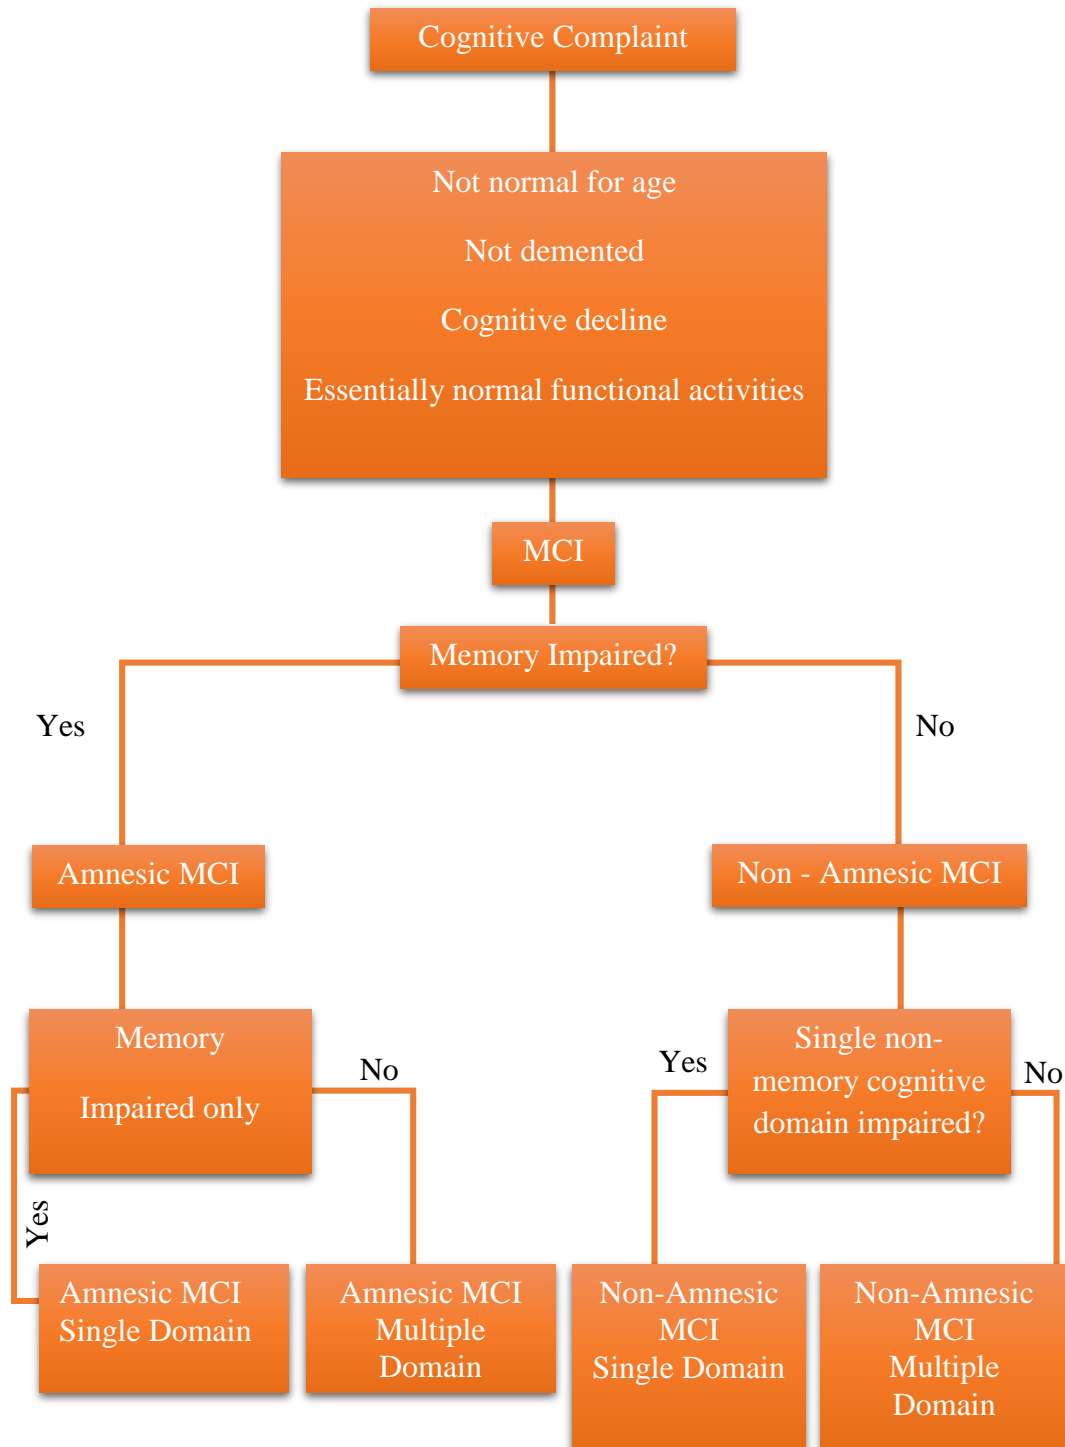 Cognitive Complaint
Not normal for age
Not demented
Cognitive decline
Essentially normal functional activities
MCI
Memory Impaired?
Yes
No
Amnesic MCI
Non - Amnesic MCI
Memory
Impaired only
No
Yes
Yes
Single non-
memory cognitive
domain impaired?
No
Amnesic MCI
Single Domain
Amnesic MCI
Multiple
Domain
Non-Amnesic
MCI
Single Domain
Non-Amnesic
MCI
Multiple
Domain